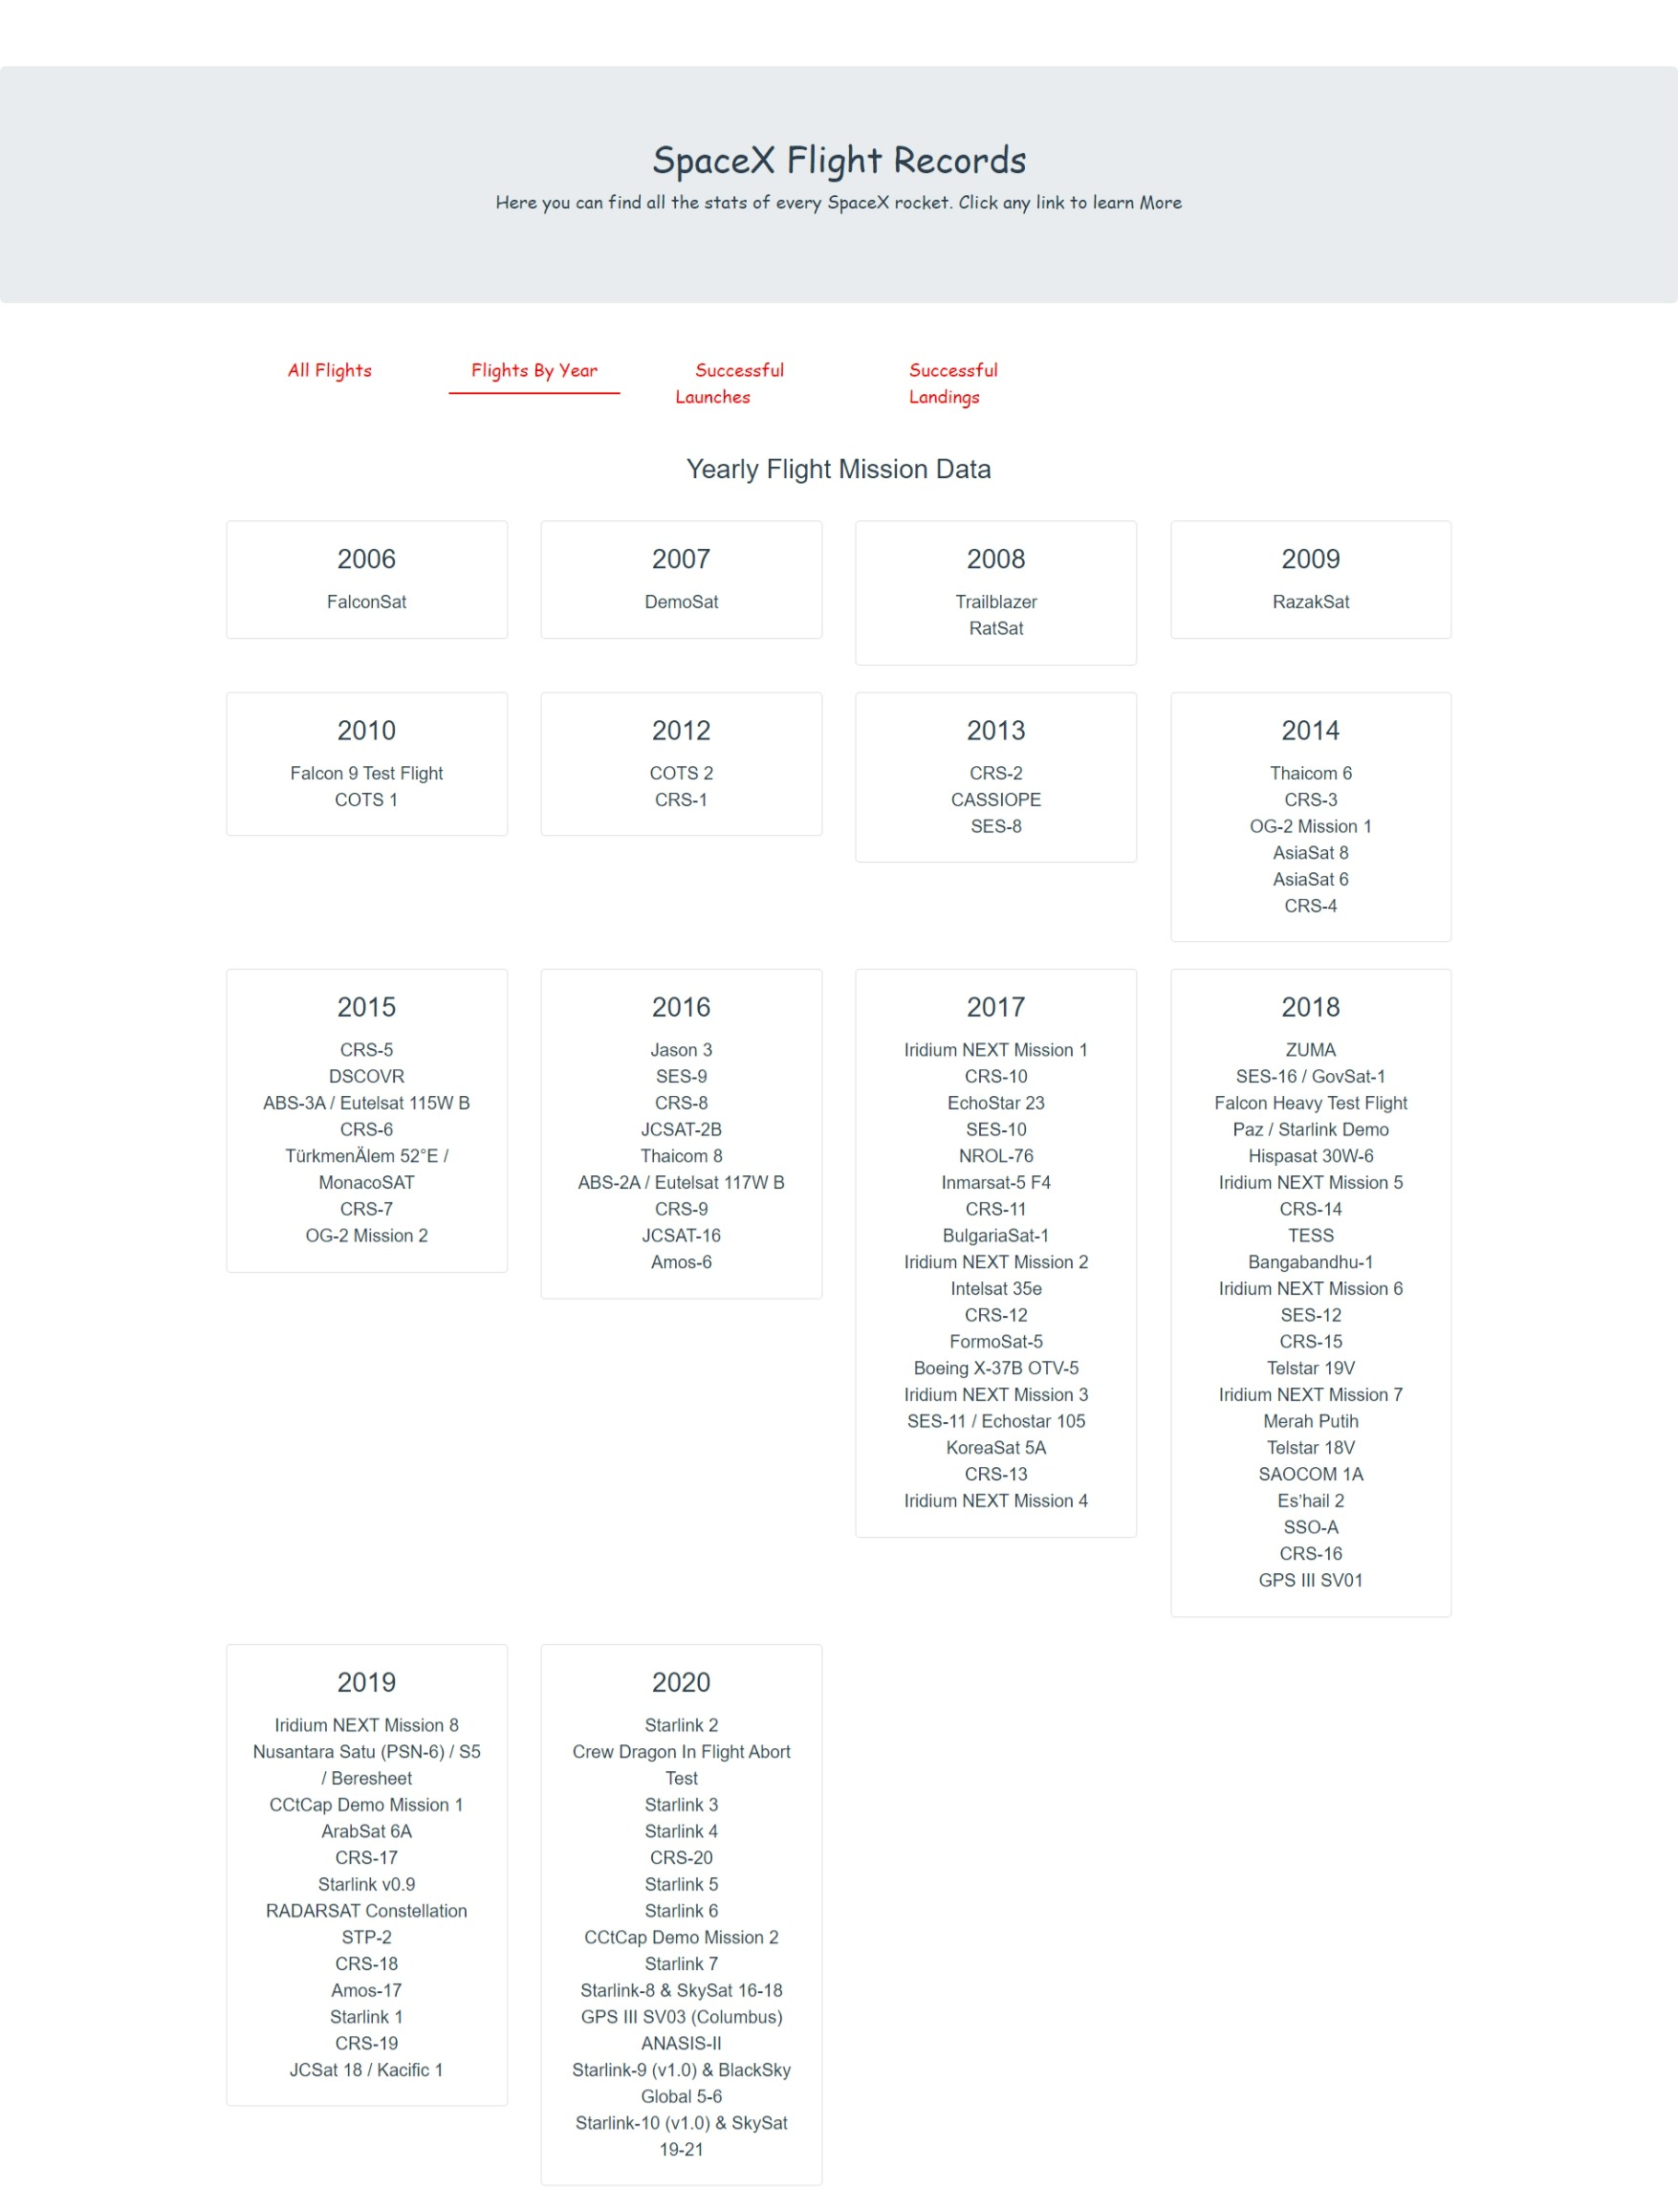 SpaceX Flight Records
Here you can find all the stats of every SpaceX rocket. Click any link to learn More
All Flights
Flights By Year
Successful
Launches
Successful
Landings
Yearly Flight Mission Data
2006
FalconSat
2007
DemoSat
2008
Trailblazer
RatSat
2009
RazakSat
2010
Falcon 9 Test Flight
COTS 1
2012
COTS 2
CRS-1
2013
CRS-2
CASSIOPE
SES-8
2014
Thaicom 6
CRS-3
OG-2 Mission 1
AsiaSat 8
AsiaSat 6
CRS-4
2015
CRS-5
DSCOVR
ABS-3A / Eutelsat 115W B
CRS-6
TürkmenÄlem 52°E /
MonacoSAT
CRS-7
OG-2 Mission 2
2016
Jason 3
SES-9
CRS-8
JCSAT-2B
Thaicom 8
ABS-2A / Eutelsat 117W B
CRS-9
JCSAT-16
Amos-6
2017
Iridium NEXT Mission 1
CRS-10
EchoStar 23
SES-10
NROL-76
Inmarsat-5 F4
CRS-11
BulgariaSat-1
Iridium NEXT Mission 2
Intelsat 35e
CRS-12
FormoSat-5
Boeing X-37B OTV-5
Iridium NEXT Mission 3
SES-11 / Echostar 105
KoreaSat 5A
CRS-13
Iridium NEXT Mission 4
2018
ZUMA
SES-16 / GovSat-1
Falcon Heavy Test Flight
Paz / Starlink Demo
Hispasat 30W-6
Iridium NEXT Mission 5
CRS-14
TESS
Bangabandhu-1
Iridium NEXT Mission 6
SES-12
CRS-15
Telstar 19V
Iridium NEXT Mission 7
Merah Putih
Telstar 18V
SAOCOM 1A
Es’hail 2
SSO-A
CRS-16
GPS III SV01
2019
Iridium NEXT Mission 8
Nusantara Satu (PSN-6) / S5
/ Beresheet
CCtCap Demo Mission 1
ArabSat 6A
CRS-17
Starlink v0.9
RADARSAT Constellation
STP-2
CRS-18
Amos-17
Starlink 1
CRS-19
JCSat 18 / Kacific 1
2020
Starlink 2
Crew Dragon In Flight Abort
Test
Starlink 3
Starlink 4
CRS-20
Starlink 5
Starlink 6
CCtCap Demo Mission 2
Starlink 7
Starlink-8 & SkySat 16-18
GPS III SV03 (Columbus)
ANASIS-II
Starlink-9 (v1.0) & BlackSky
Global 5-6
Starlink-10 (v1.0) & SkySat
19-21